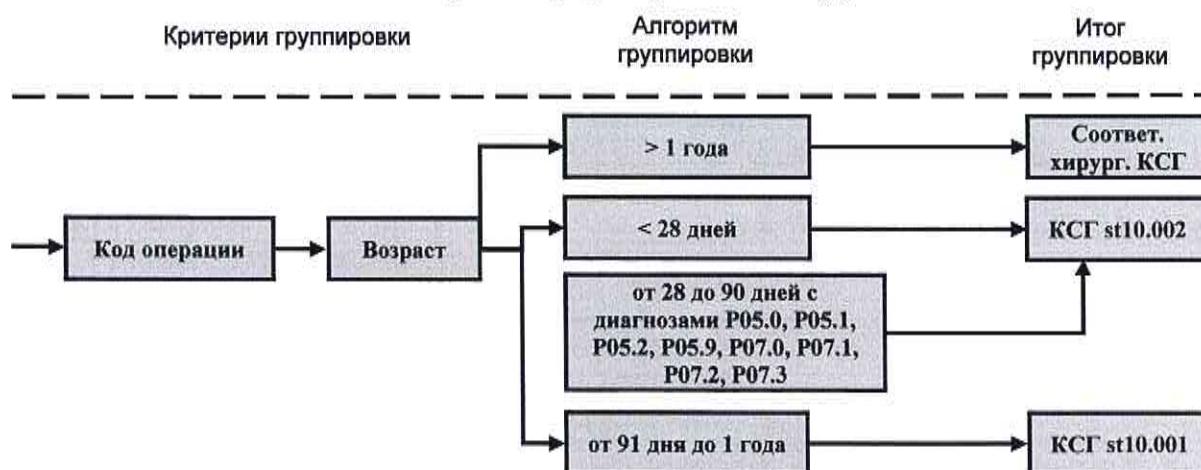 Критерии группировки
Алгоритм
группировки
Итог
группировки
> 1 года
Соответ.
хирург. КСГ
Код операции
Возраст
< 28 дней
КСГ st10.002
от 28 до 90 дней с
диагнозами P05.0, P05.1,
P05.2, P05.9, P07.0, P07.1,
P07.2, P07.3
от 91 дня до 1 года
КСГ st10.001